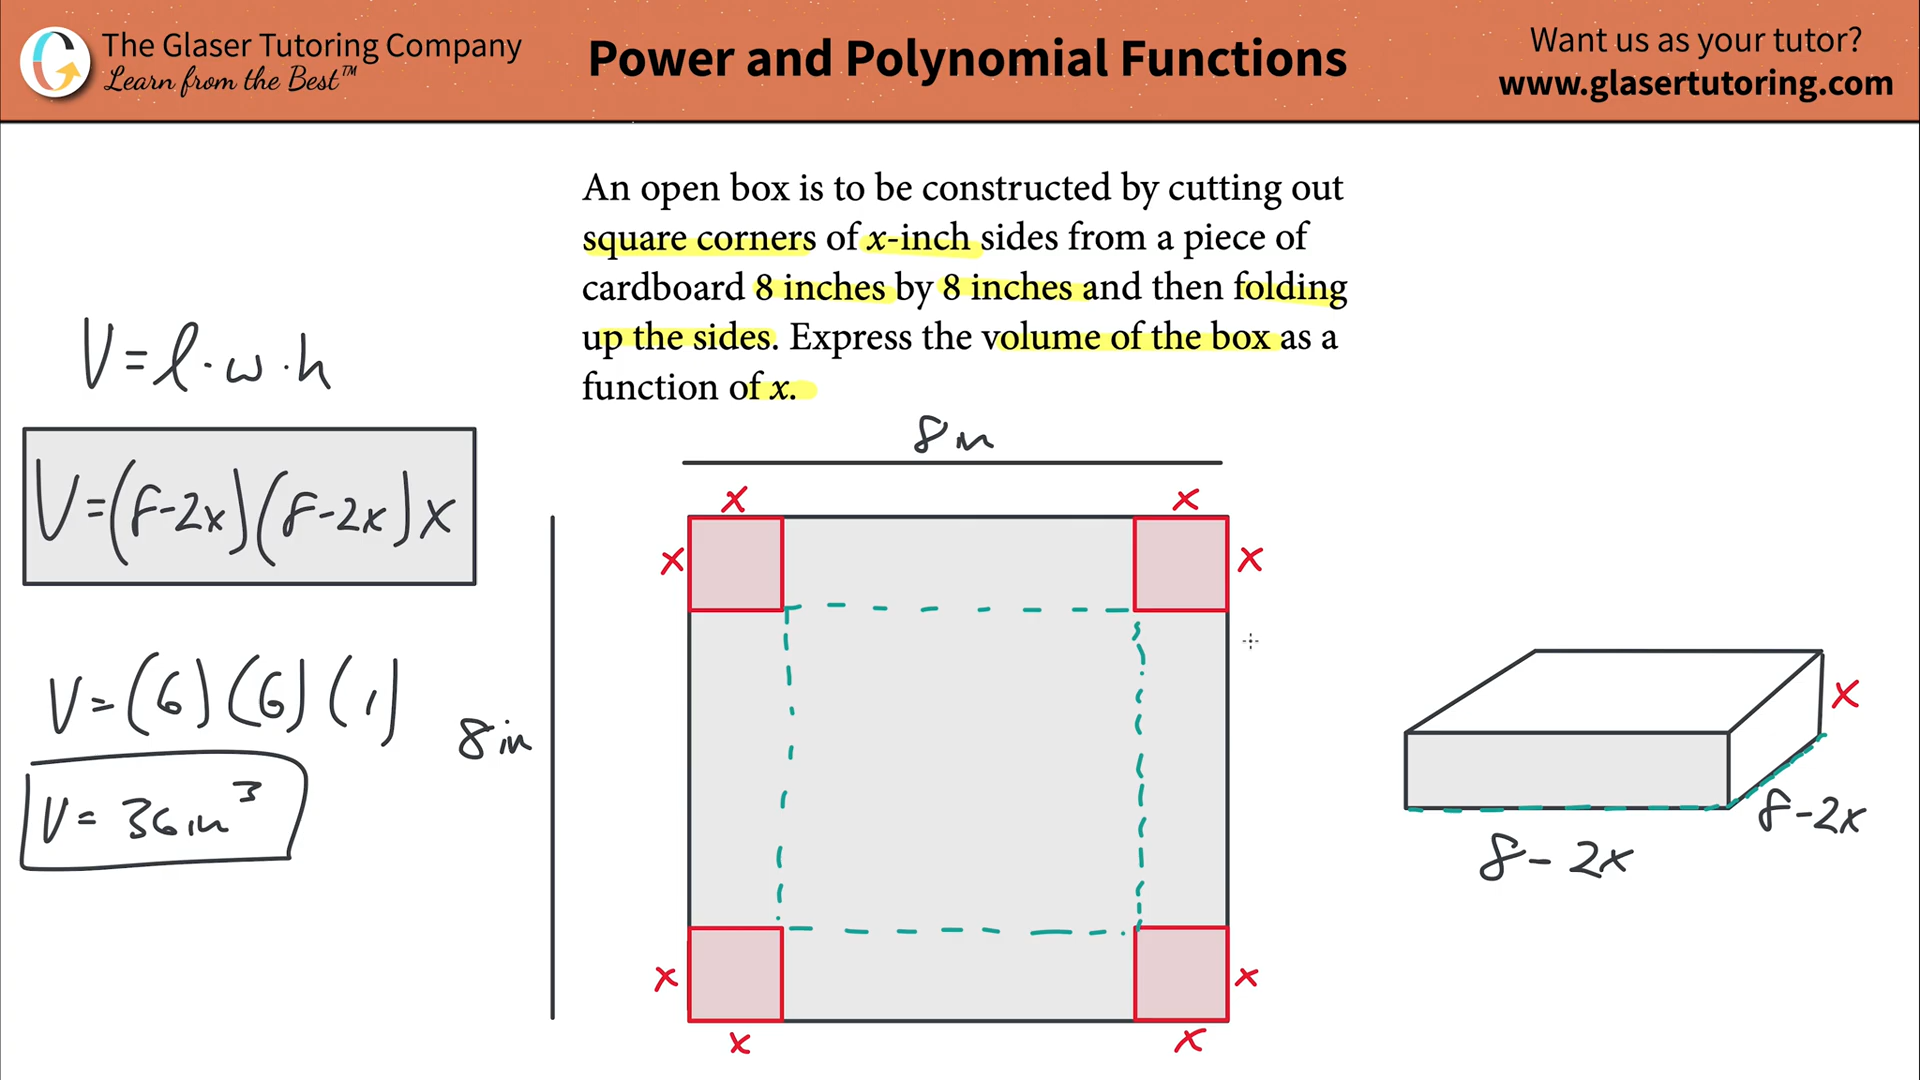 The Glaser Tutoring Company
Learn from the Best™
Power and Polynomial Functions
Want us as your tutor?
www.glasertutoring.com
An open box is to be constructed by cutting out
square corners of x-inch sides from a piece of
cardboard 8 inches by 8 inches and then folding
up the sides. Express the volume of the box as a
function of x.
V = l · w · h
V = (8-2x)(8-2x)x
V = (6)(6)(1)
V = 36in³
8in
8in
x
x
x
x
x
x
x
x
x
8-2x
8-2x